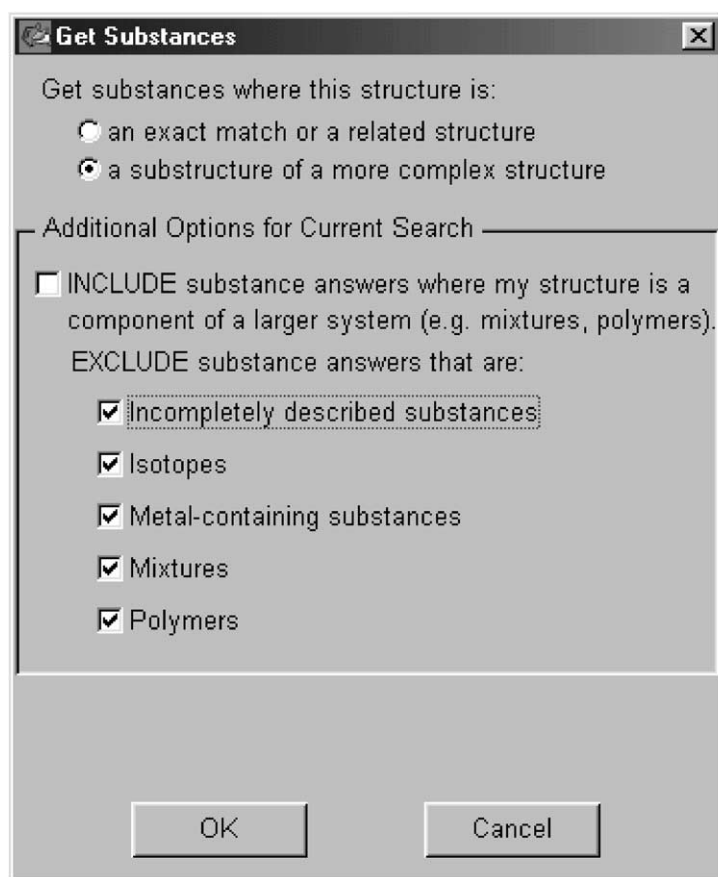 Get Substances
Get substances where this structure is:
an exact match or a related structure
a substructure of a more complex structure
Additional Options for Current Search
INCLUDE substance answers where my structure is a
component of a larger system (e.g. mixtures, polymers).
EXCLUDE substance answers that are:
Incompletely described substances
Isotopes
Metal-containing substances
Mixtures
Polymers
OK
Cancel